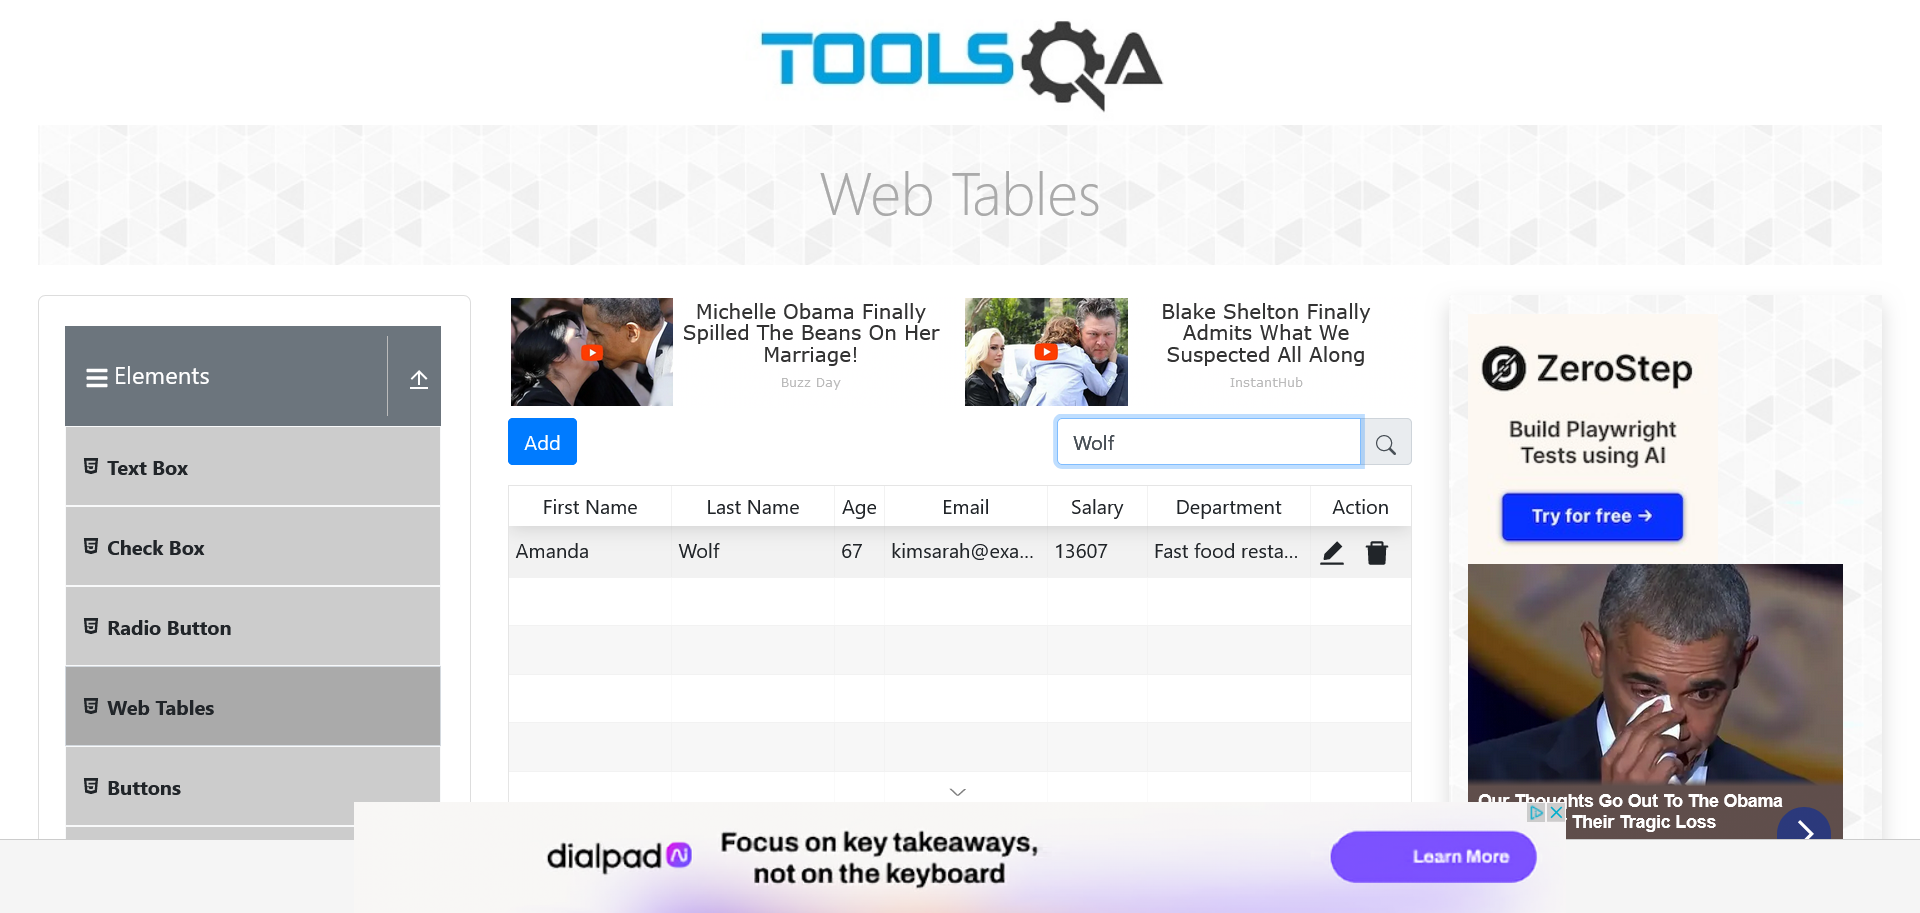 TOOLSQA
Web Tables
Elements
Text Box
Check Box
Radio Button
Web Tables
Buttons
Michelle Obama Finally
Spilled The Beans On Her
Marriage!
Buzz Day
Blake Shelton Finally
Admits What We
Suspected All Along
InstantHub
Add
Wolf
First Name Last Name Age Email Salary Department Action
Amanda Wolf 67 kimsarah@exa... 13607 Fast food resta...
ZeroStep
Build Playwright
Tests using AI
Try for free →
Our Thoughts Go Out To The Obama
Their Tragic Loss
dialpad Ai
Focus on key takeaways,
not on the keyboard
Learn More